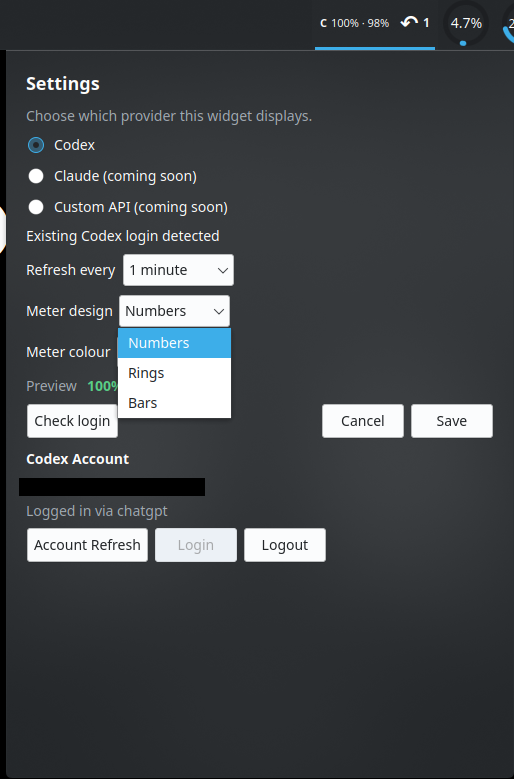 C 100% · 98% 1 4.7% 2
Settings
Choose which provider this widget displays.
Codex
Claude (coming soon)
Custom API (coming soon)
Existing Codex login detected
Refresh every 1 minute
Meter design Numbers
Numbers
Meter colour
Rings
Preview 100%
Bars
Check login Cancel Save
Codex Account
Logged in via chatgpt
Account Refresh Login Logout